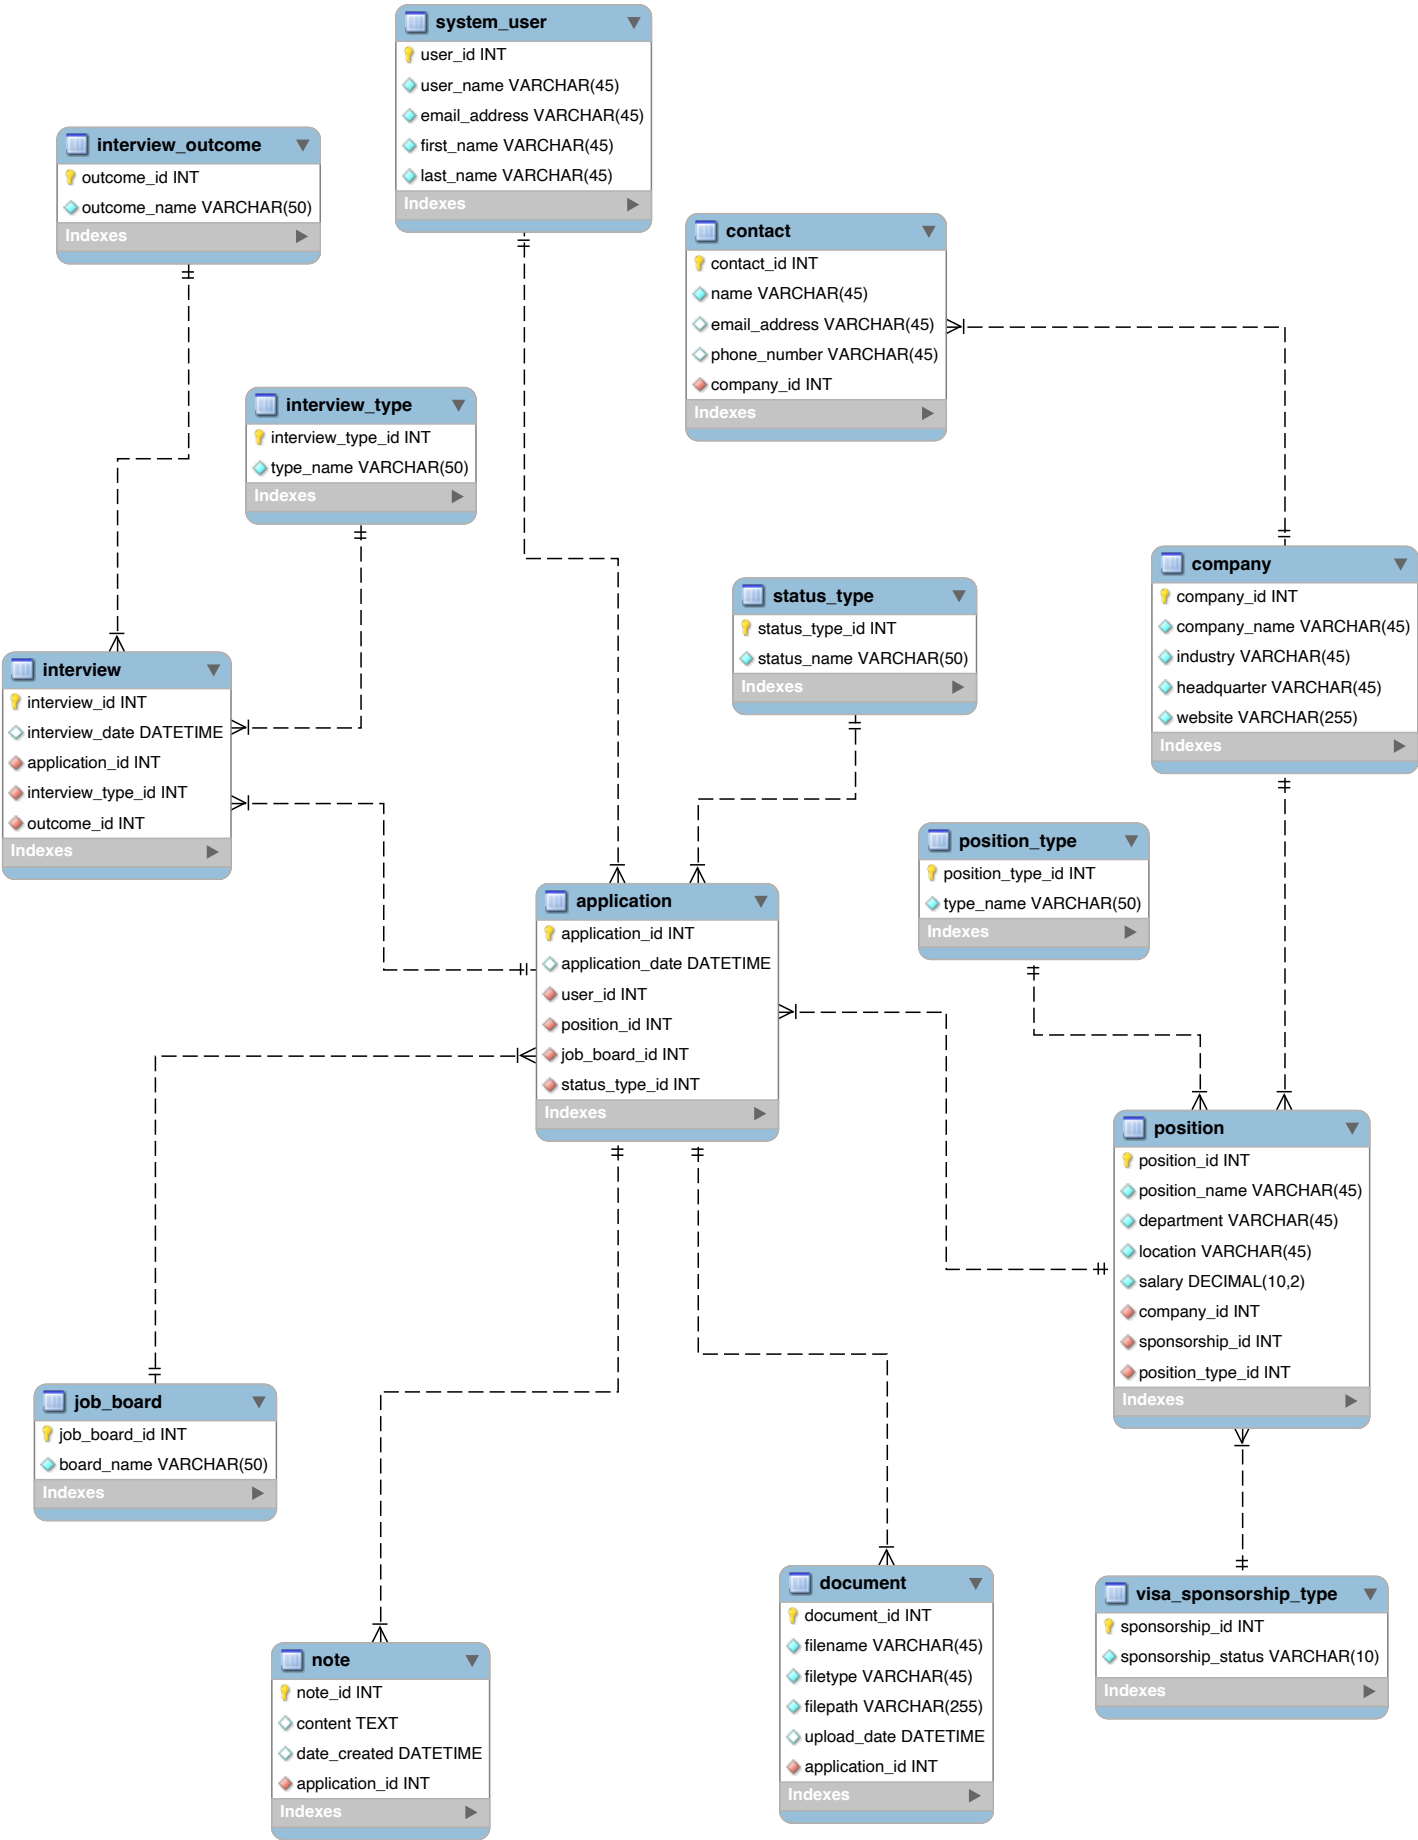 system_user
user_id INT
user_name VARCHAR(45)
email_address VARCHAR(45)
first_name VARCHAR(45)
last_name VARCHAR(45)
Indexes
interview_outcome
outcome_id INT
outcome_name VARCHAR(50)
Indexes
contact
contact_id INT
name VARCHAR(45)
email_address VARCHAR(45)
phone_number VARCHAR(45)
company_id INT
Indexes
interview_type
interview_type_id INT
type_name VARCHAR(50)
Indexes
company
company_id INT
company_name VARCHAR(45)
industry VARCHAR(45)
headquarter VARCHAR(45)
website VARCHAR(255)
Indexes
status_type
status_type_id INT
status_name VARCHAR(50)
Indexes
interview
interview_id INT
interview_date DATETIME
application_id INT
interview_type_id INT
outcome_id INT
Indexes
position_type
position_type_id INT
type_name VARCHAR(50)
Indexes
application
application_id INT
application_date DATETIME
user_id INT
position_id INT
job_board_id INT
status_type_id INT
Indexes
position
position_id INT
position_name VARCHAR(45)
department VARCHAR(45)
location VARCHAR(45)
salary DECIMAL(10,2)
company_id INT
sponsorship_id INT
position_type_id INT
Indexes
job_board
job_board_id INT
board_name VARCHAR(50)
Indexes
document
document_id INT
filename VARCHAR(45)
filetype VARCHAR(45)
filepath VARCHAR(255)
upload_date DATETIME
application_id INT
Indexes
visa_sponsorship_type
sponsorship_id INT
sponsorship_status VARCHAR(10)
Indexes
note
note_id INT
content TEXT
date_created DATETIME
application_id INT
Indexes